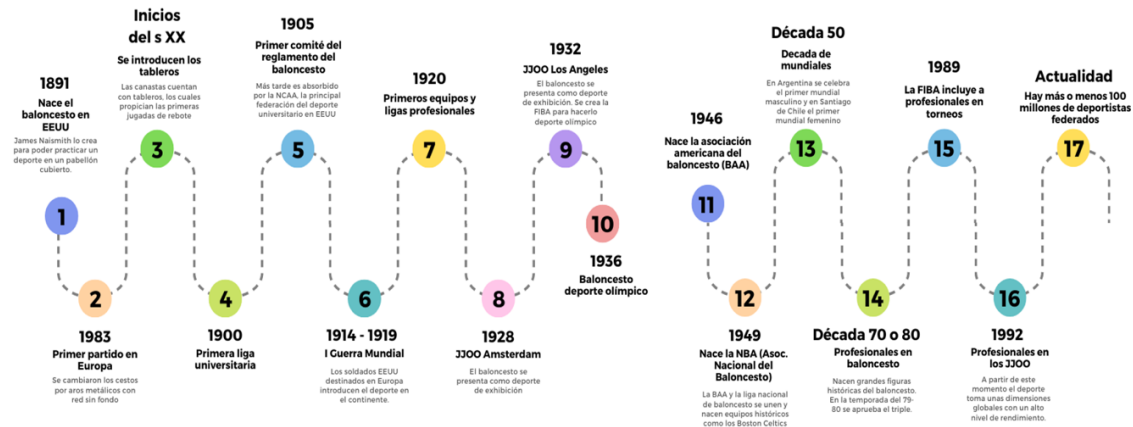 1891
Nace el
baloncesto en
EEUU
James Naismith lo crea
para poder practicar un
deporte en un pabellón
cubierto.
1
2
1983
Primer partido en
Europa
Se cambiaron los cestos
por aros metálicos con
red sin fondo
Inicios
del s XX
Se introducen los
tableros
Las canastas cuentan
con tableros, los cuales
propician las primeras
jugadas de rebote
3
4
1900
Primera liga
universitaria
1905
Primer comité del
reglamento del
baloncesto
Más tarde es absorbido
por la NCAA, la principal
federación del deporte
universitario en EEUU
5
6
1914 - 1919
I Guerra Mundial
Los soldados EEUU
destinados en Europa
introducen el deporte en
el continente.
1920
Primeros equipos y
ligas profesionales
7
8
1928
JJOO Amsterdam
El baloncesto se
presenta como deporte
de exhibición
1932
JJOO Los Angeles
El baloncesto se
presenta como deporte
de exhibición. Se crea la
FIBA para hacerlo
deporte olímpico
9
10
1936
Baloncesto
deporte olímpico
1946
Nace la asociación
americana del
baloncesto (BAA)
11
12
1949
Nace la NBA (Asoc.
Nacional del
Baloncesto)
La BAA y la liga nacional
de baloncesto se unen y
nacen equipos históricos
como los Boston Celtics
Década 50
Decada de
mundiales
En Argentina se celebra
el primer mundial
masculino y en Santiago
de Chile el primer
mundial femenino
13
14
Década 70 o 80
Profesionales en
baloncesto
Nacen grandes figuras
históricas del baloncesto.
En la temporada del 79-
80 se aprueba el triple.
1989
La FIBA incluye a
profesionales en
torneos
15
16
1992
Profesionales en
los JJOO
A partir de este
momento el deporte
toma unas dimensiones
globales con un alto
nivel de rendimiento.
Actualidad
Hay más o menos 100
millones de deportistas
federados
17